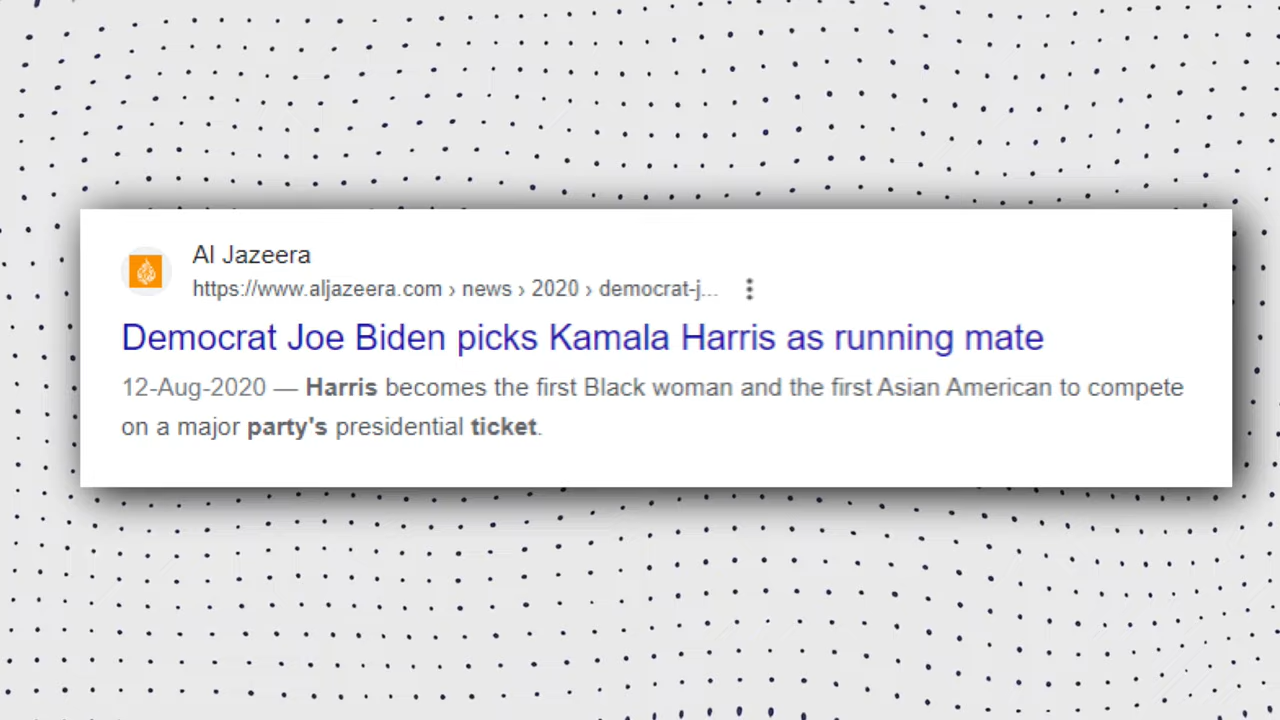 Al Jazeera
https://www.aljazeera.com › news › 2020 › democrat-j...
Democrat Joe Biden picks Kamala Harris as running mate
12-Aug-2020 — Harris becomes the first Black woman and the first Asian American to compete
on a major party's presidential ticket.